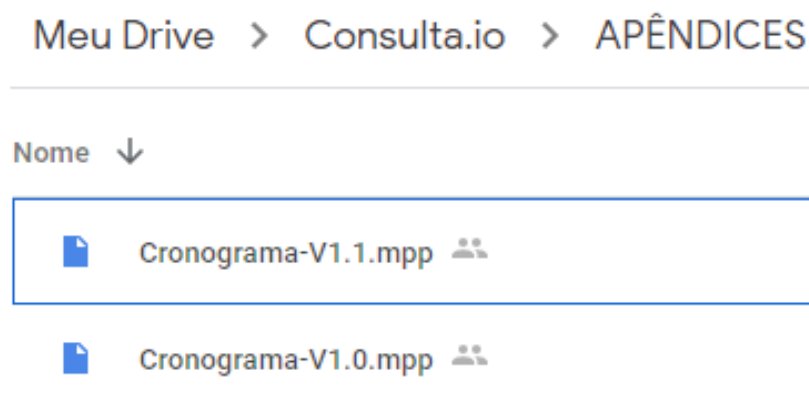 Meu Drive > Consulta.io > APÊNDICES
Nome ↓
Cronograma-V1.1.mpp
Cronograma-V1.0.mpp